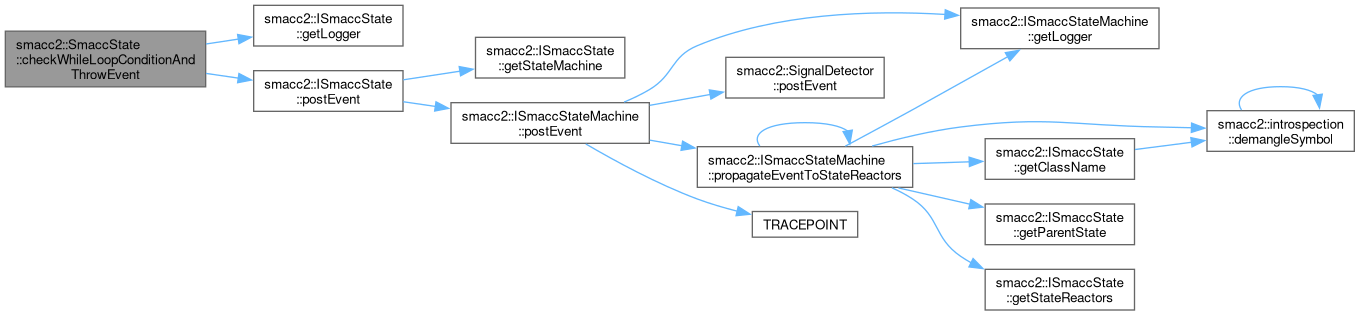 smacc2::SmaccState
::checkWhileLoopConditionAnd
ThrowEvent
smacc2::ISmaccState
::getLogger
smacc2::ISmaccState
::postEvent
smacc2::ISmaccState
::getStateMachine
smacc2::ISmaccStateMachine
::postEvent
smacc2::ISmaccStateMachine
::getLogger
smacc2::SignalDetector
::postEvent
smacc2::ISmaccStateMachine
::propagateEventToStateReactors
TRACEPOINT
smacc2::introspection
::demangleSymbol
smacc2::ISmaccState
::getClassName
smacc2::ISmaccState
::getParentState
smacc2::ISmaccState
::getStateReactors